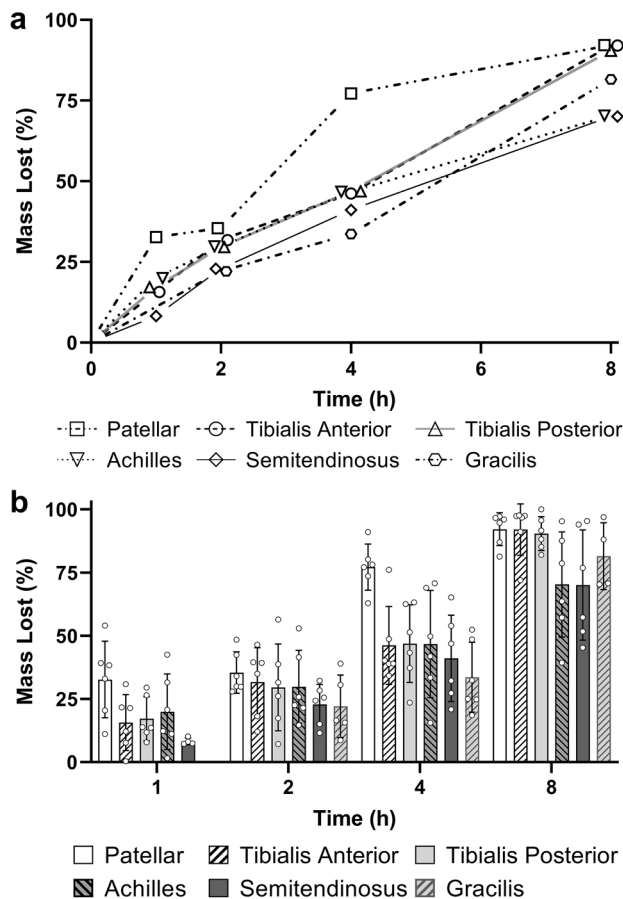 a
100
75
50
25
0
Mass Lost (%)
0 2 4 6 8
Time (h)
Patellar Tibialis Anterior Tibialis Posterior
Achilles Semitendinosus Gracilis
b
100
75
50
25
0
Mass Lost (%)
1 2 4 8
Time (h)
Patellar Tibialis Anterior Tibialis Posterior
Achilles Semitendinosus Gracilis